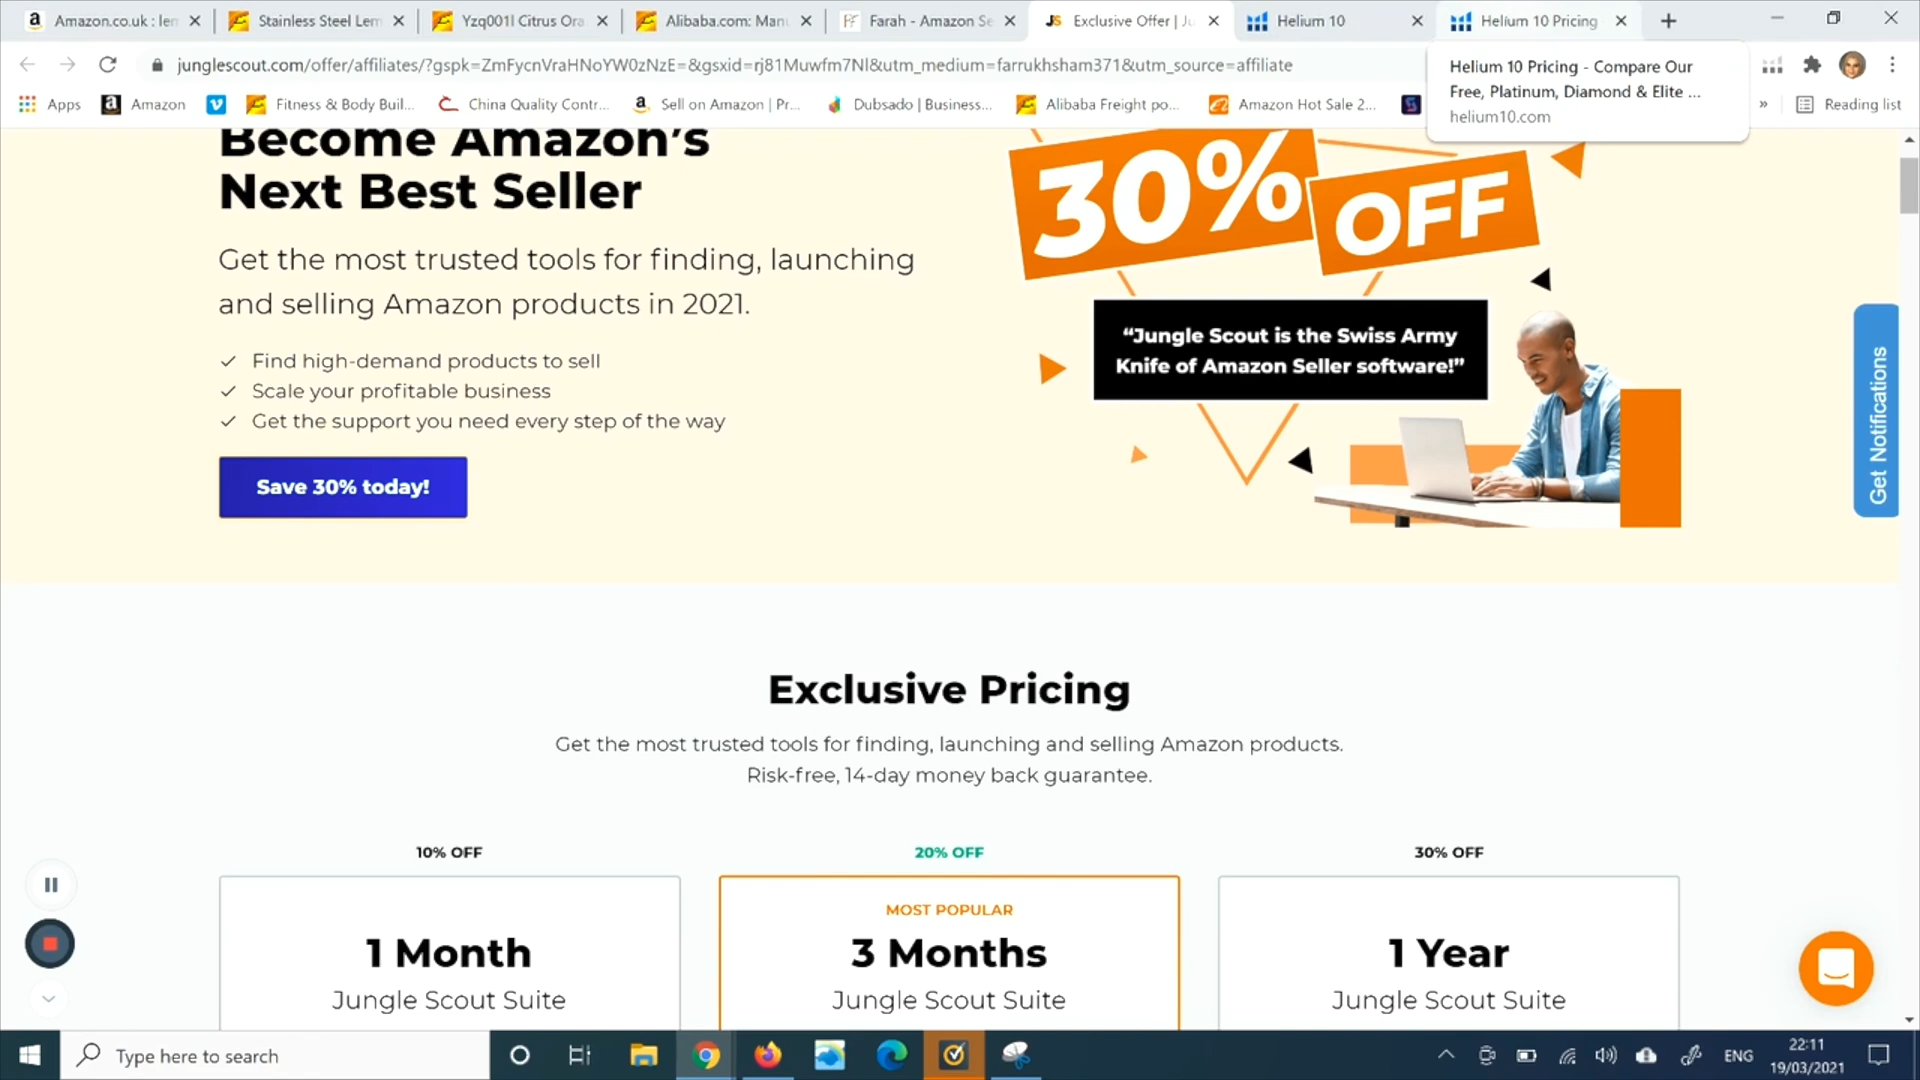 Amazon.co.uk : len
Stainless Steel Lem
Yzq001l Citrus Ora
Alibaba.com: Manu
Farah - Amazon Se
Exclusive Offer | Ju
Helium 10
Helium 10 Pricing
junglescout.com/offer/affiliates/?gspk=ZmFycnVraHNoYW0zNzE=&gsxid=rj81Muwfm7Nl&utm_medium=farrukhsham371&utm_source=affiliate
Helium 10 Pricing - Compare Our
Free, Platinum, Diamond & Elite ...
helium10.com
Apps
Amazon
Fitness & Body Buil...
China Quality Contr...
Sell on Amazon | Pr...
Dubsado | Business...
Alibaba Freight po...
Amazon Hot Sale 2...
»
Reading list
Become Amazon's
Next Best Seller
Get the most trusted tools for finding, launching
and selling Amazon products in 2021.
Find high-demand products to sell
Scale your profitable business
Get the support you need every step of the way
Save 30% today!
30% OFF
“Jungle Scout is the Swiss Army
Knife of Amazon Seller software!”
Get Notifications
Exclusive Pricing
Get the most trusted tools for finding, launching and selling Amazon products.
Risk-free, 14-day money back guarantee.
10% OFF
20% OFF
30% OFF
MOST POPULAR
1 Month
3 Months
1 Year
Jungle Scout Suite
Jungle Scout Suite
Jungle Scout Suite
Type here to search
ENG
22:11
19/03/2021